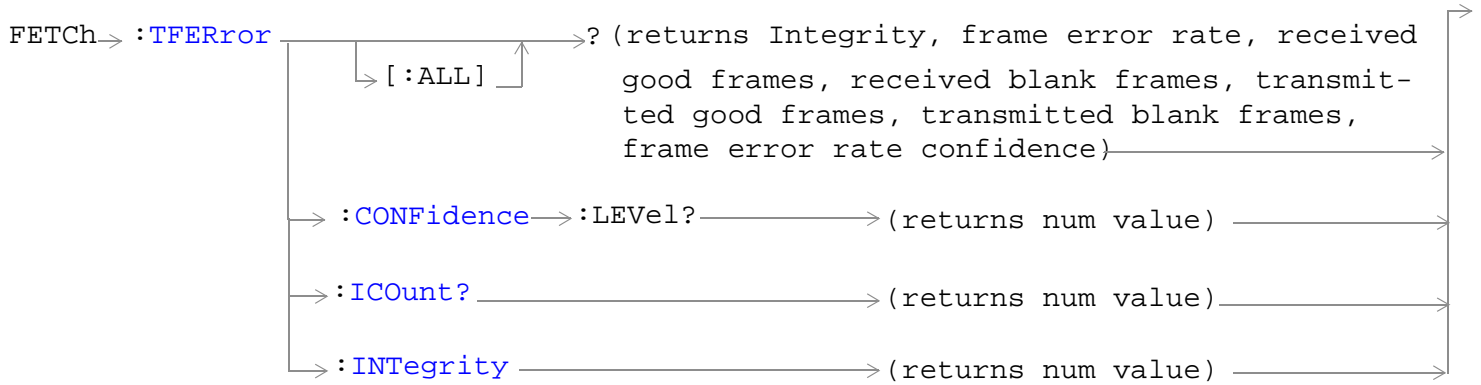 FETCh :TFERror ? (returns Integrity, frame error rate, received
[:ALL] good frames, received blank frames, transmit-
ted good frames, transmitted blank frames,
frame error rate confidence)
:CONFidence :LEVel? (returns num value)
:ICOunt? (returns num value)
:INTegrity (returns num value)